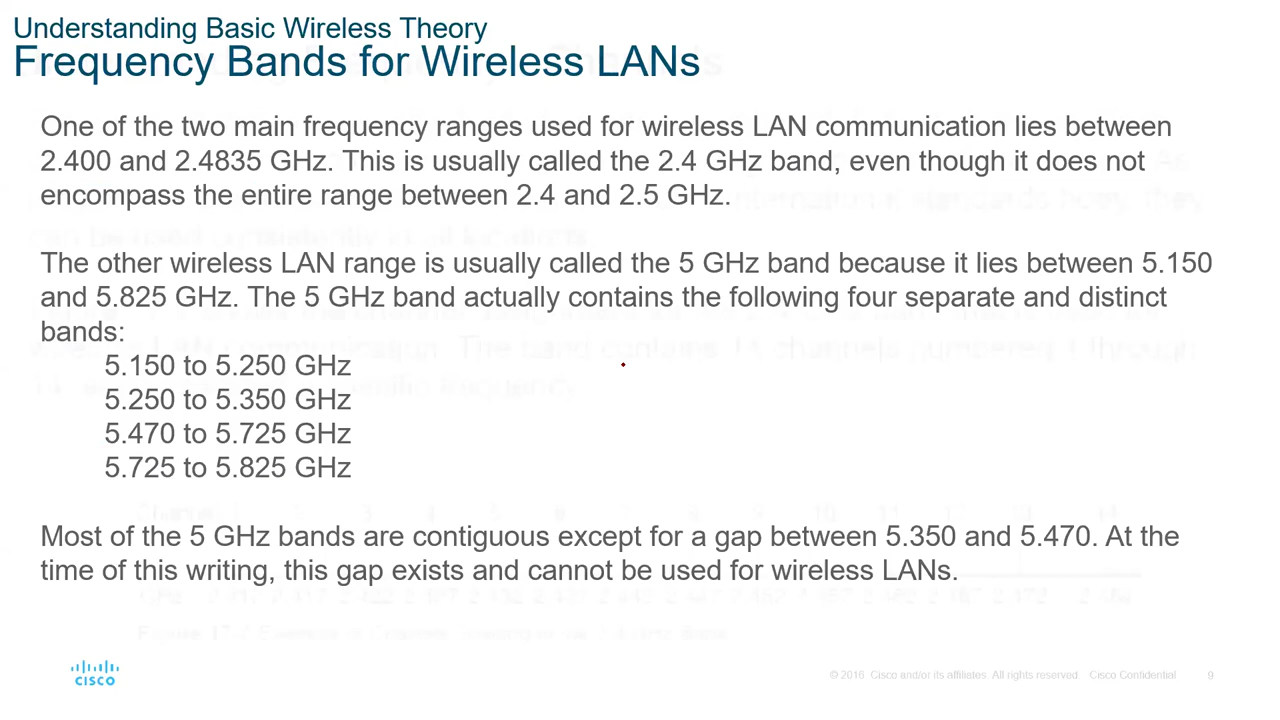 Understanding Basic Wireless Theory
Frequency Bands for Wireless LANs
One of the two main frequency ranges used for wireless LAN communication lies between
2.400 and 2.4835 GHz. This is usually called the 2.4 GHz band, even though it does not
encompass the entire range between 2.4 and 2.5 GHz.
The other wireless LAN range is usually called the 5 GHz band because it lies between 5.150
and 5.825 GHz. The 5 GHz band actually contains the following four separate and distinct
bands:
5.150 to 5.250 GHz
5.250 to 5.350 GHz
5.470 to 5.725 GHz
5.725 to 5.825 GHz
Most of the 5 GHz bands are contiguous except for a gap between 5.350 and 5.470. At the
time of this writing, this gap exists and cannot be used for wireless LANs.
CISCO
© 2016 Cisco and/or its affiliates. All rights reserved. Cisco Confidential 9